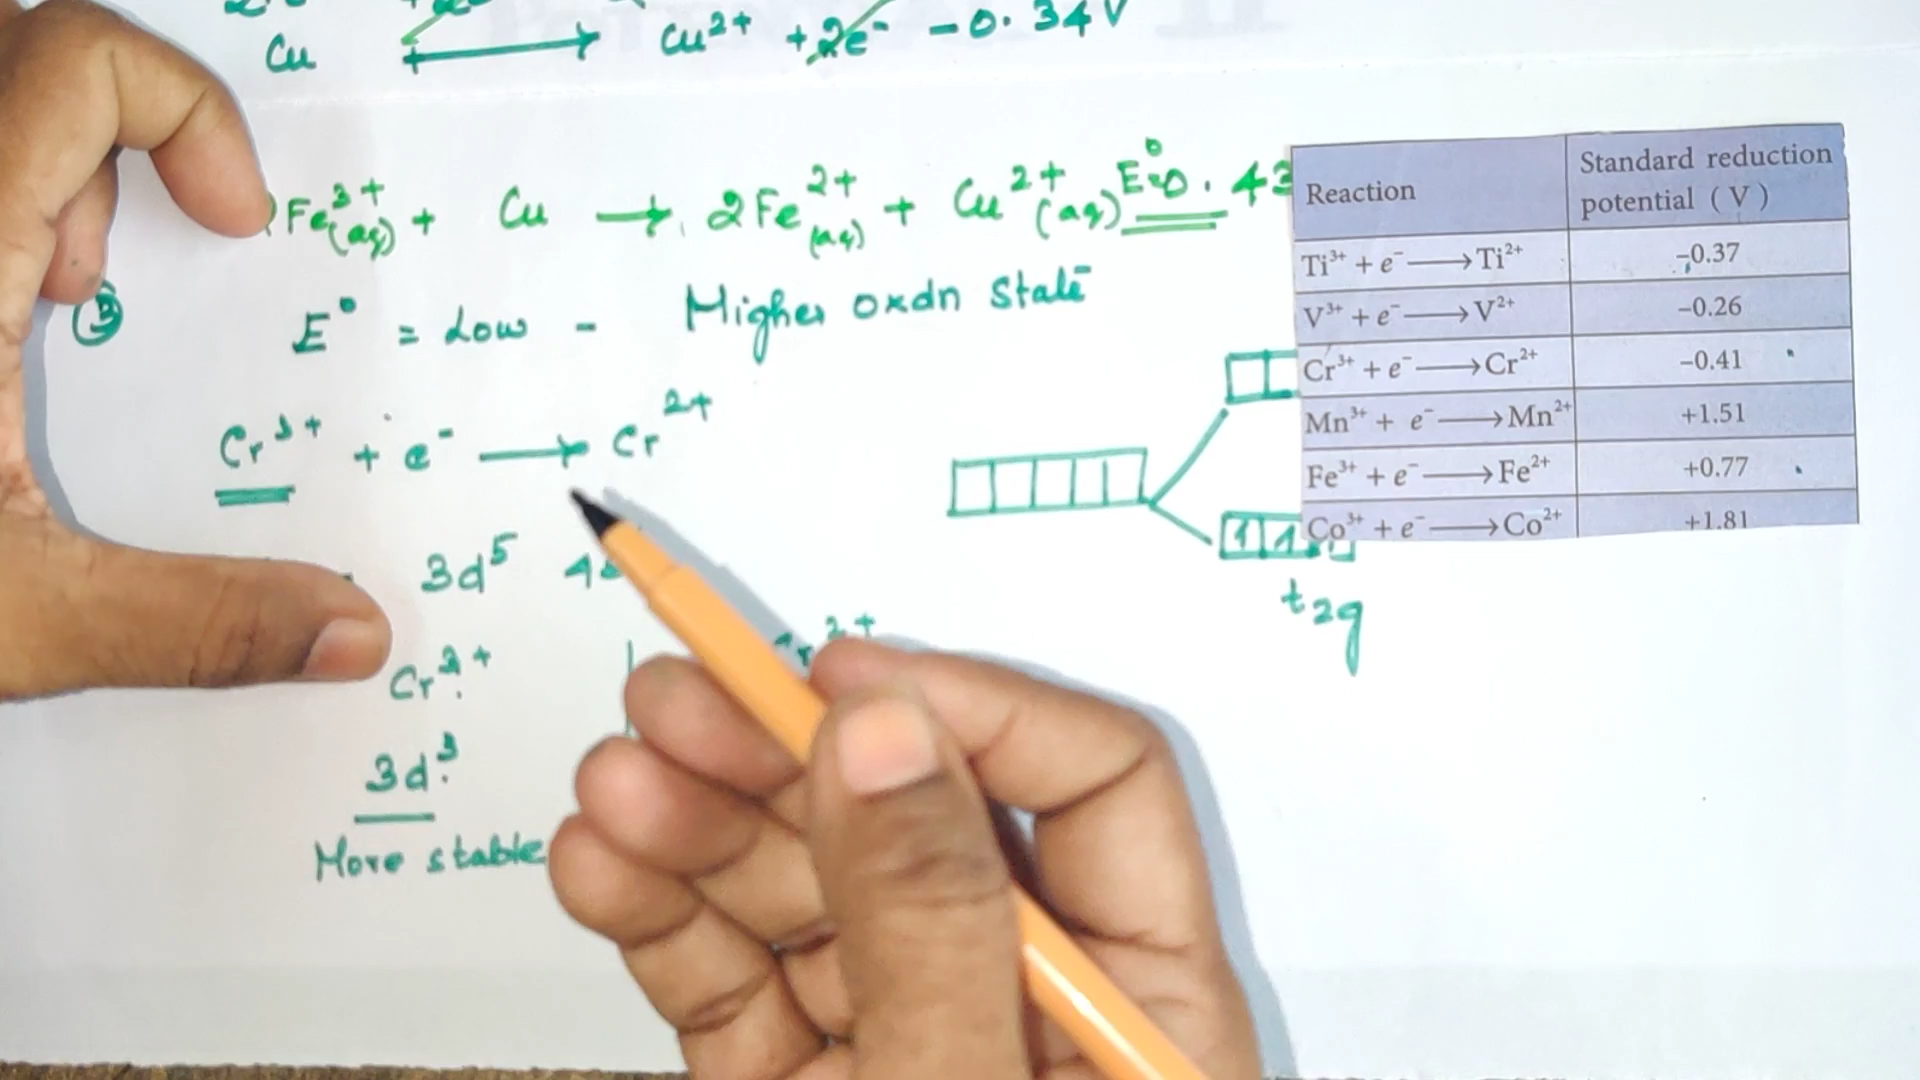 Cu ⟶ Cu²⁺ + 2e⁻ -0.34V
Fe³⁺(aq) + Cu → 2Fe²⁺(aq) + Cu²⁺(aq) E°=0.43
③ E° = Low - Higher oxdn State
Cr³⁺ + e⁻ → Cr²⁺
3d⁵
3d³
More stable
t₂g
Reaction Standard reduction potential ( V )
Ti³⁺ + e⁻ ⟶ Ti²⁺ -0.37
V³⁺ + e⁻ ⟶ V²⁺ -0.26
Cr³⁺ + e⁻ ⟶ Cr²⁺ -0.41
Mn³⁺ + e⁻ ⟶ Mn²⁺ +1.51
Fe³⁺ + e⁻ ⟶ Fe²⁺ +0.77
Co³⁺ + e⁻ ⟶ Co²⁺ +1.81